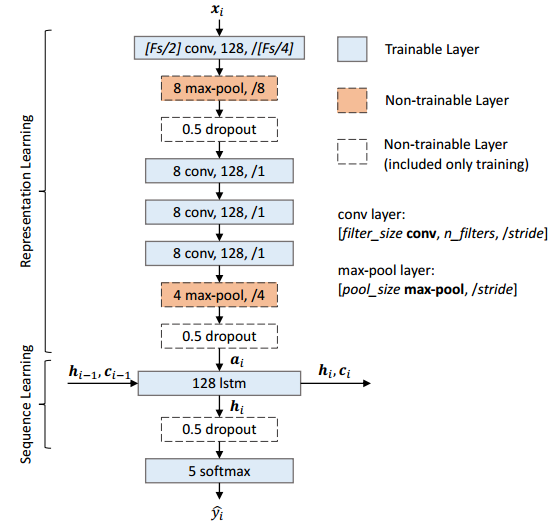 x_i
[Fs/2] conv, 128, /[Fs/4]
8 max-pool, /8
0.5 dropout
8 conv, 128, /1
8 conv, 128, /1
8 conv, 128, /1
4 max-pool, /4
0.5 dropout
a_i
h_{i−1}, c_{i−1}
128 lstm
h_i, c_i
h_i
0.5 dropout
5 softmax
ŷ_i
Representation Learning
Sequence Learning
Trainable Layer
Non-trainable Layer
Non-trainable Layer
(included only training)
conv layer:
[filter_size conv, n_filters, /stride]
max-pool layer:
[pool_size max-pool, /stride]